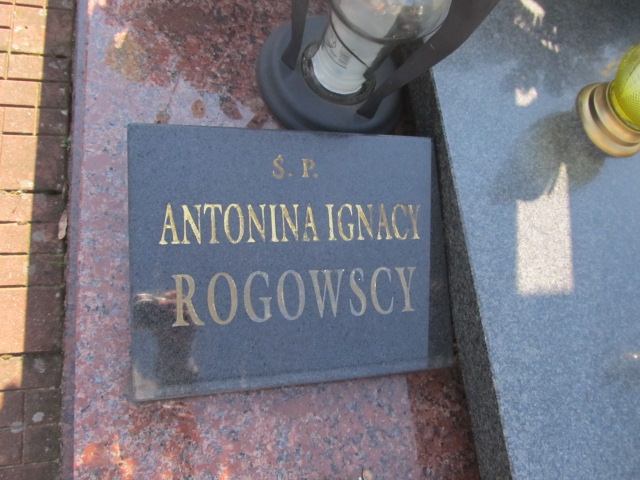 Ś. P.
ANTONINA IGNACY
ROGOWSCY